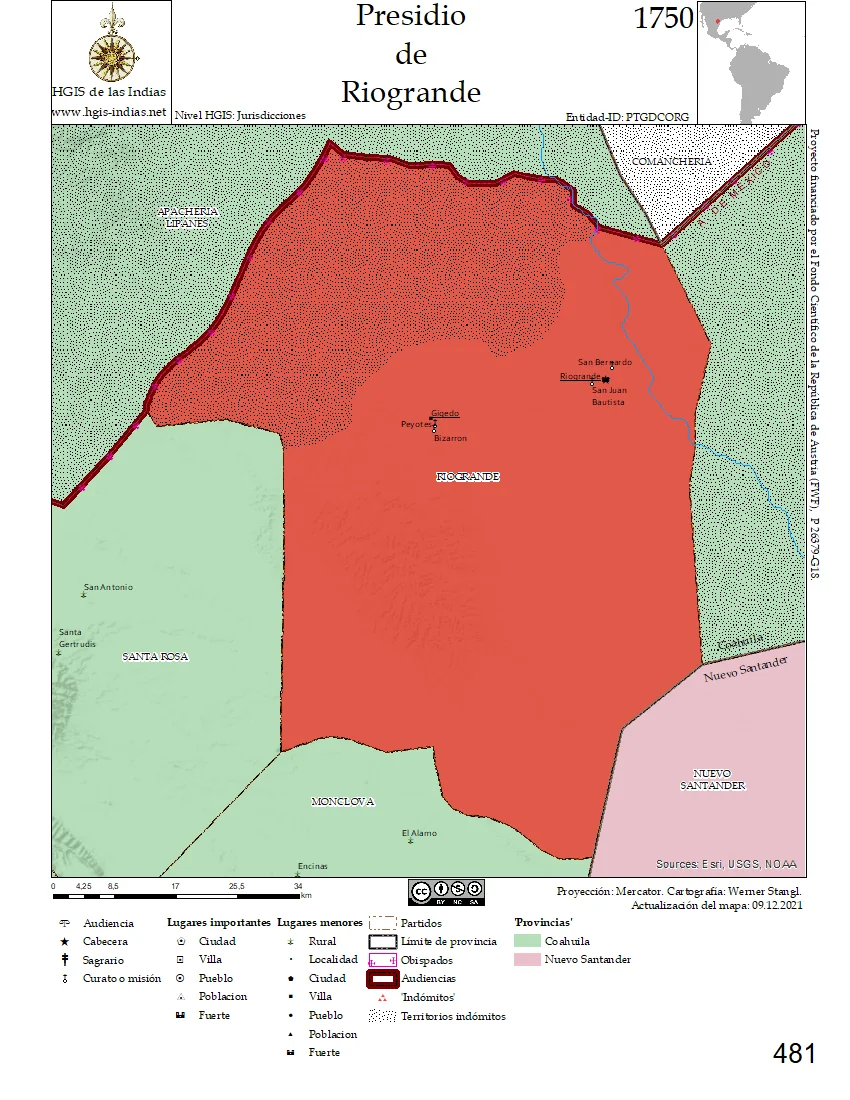 Presidio
de
Riogrande
1750
HGIS de las Indias
www.hgis-indias.net
Nivel HGIS: Jurisdicciones
Entidad-ID: PTGDCORG
COMANCHERIA
A. DE MEXICO
APACHERIA
LIPANES
San Bernardo
Riogrande
San Juan
Bautista
Gigedo
Peyotes
Bizarron
RIOGRANDE
San Antonio
Santa
Gertrudis
SANTA ROSA
Coahuila
Nuevo Santander
NUEVO
SANTANDER
MONCLOVA
El Alamo
Encinas
Sources: Esri, USGS, NOAA
Proyecto financiado por el Fondo Científico de la República de Austria (FWF), P 26379-G18.
0 4,25 8,5 17 25,5 34
km
CC BY NC SA
Proyección: Mercator. Cartografía: Werner Stangl.
Actualización del mapa: 09.12.2021
Audiencia
Cabecera
Sagrario
Curato o misión
Lugares importantes
Ciudad
Villa
Pueblo
Poblacion
Fuerte
Lugares menores
Rural
Localidad
Ciudad
Villa
Pueblo
Poblacion
Fuerte
Partidos
Límite de provincia
Obispados
Audiencias
'Indómitos'
Territorios indómitos
'Provincias'
Coahuila
Nuevo Santander
481